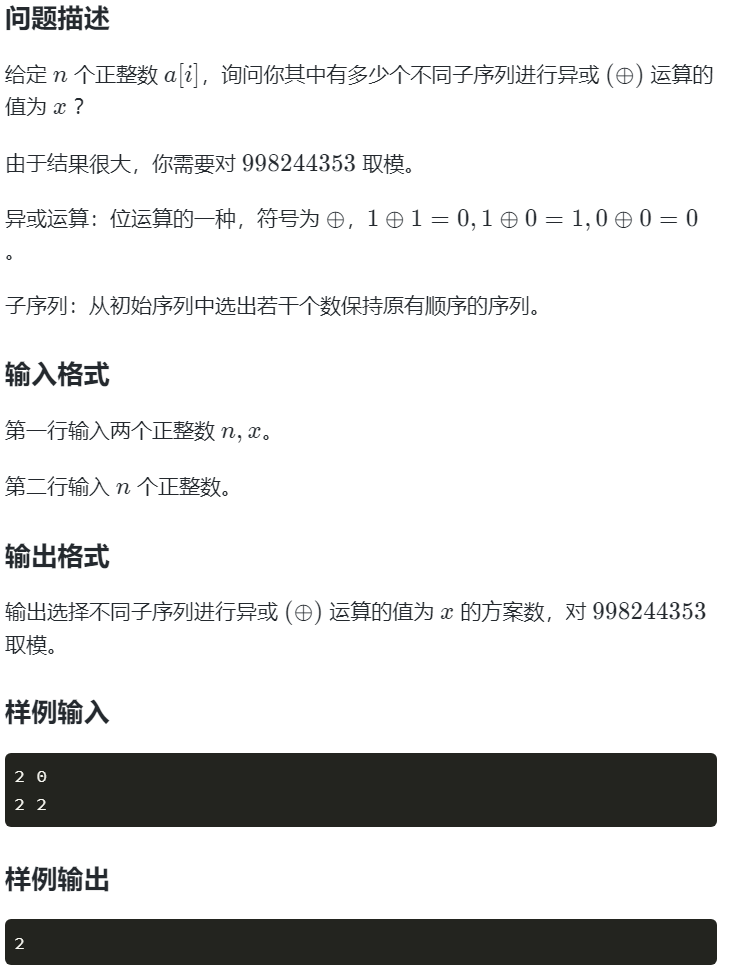 问题描述
给定 n 个正整数 a[i]，询问你其中有多少个不同子序列进行异或 (⊕) 运算的
值为 x ？
由于结果很大，你需要对 998244353 取模。
异或运算：位运算的一种，符号为 ⊕，1 ⊕ 1 = 0, 1 ⊕ 0 = 1, 0 ⊕ 0 = 0
。
子序列：从初始序列中选出若干个数保持原有顺序的序列。
输入格式
第一行输入两个正整数 n, x。
第二行输入 n 个正整数。
输出格式
输出选择不同子序列进行异或 (⊕) 运算的值为 x 的方案数，对 998244353
取模。
样例输入
2 0
2 2
样例输出
2